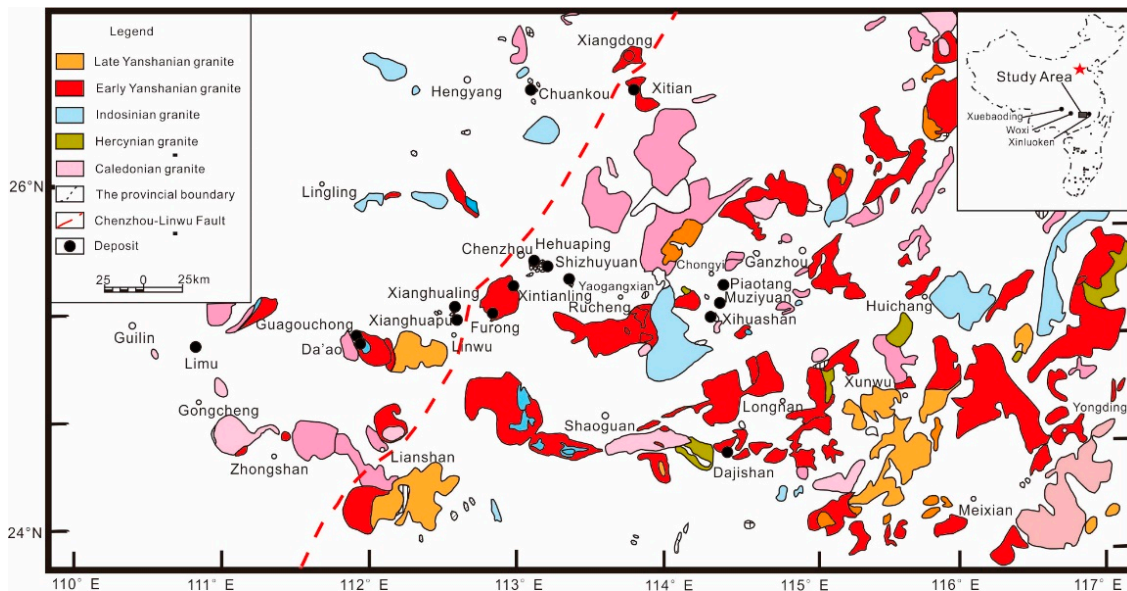 Legend
Late Yanshanian granite
Early Yanshanian granite
Indosinian granite
Hercynian granite
Caledonian granite
The provincial boundary
Chenzhou-Linwu Fault
Deposit
25 0 25km
Xiangdong
Hengyang
Chuankou
Xitian
Study Area
Xuebaoding
Woxi
Xinluoken
26°N
Lingling
Chenzhou
Hehuaping
Shizhuyuan
Chongyi
Ganzhou
Yaogangxian
Piaotang
Xianghualing
Xintianling
Muziyuan
Rucheng
Huichang
Guilin
Guagouchong
Xianghuapu
Furong
Xihuashan
Limu
Da'ao
Linwu
Xunwu
Gongcheng
Shaoguan
Longnan
Yongding
Zhongshan
Lianshan
Dajishan
Meixian
24°N
110° E
111° E
112° E
113° E
114° E
115° E
116° E
117° E